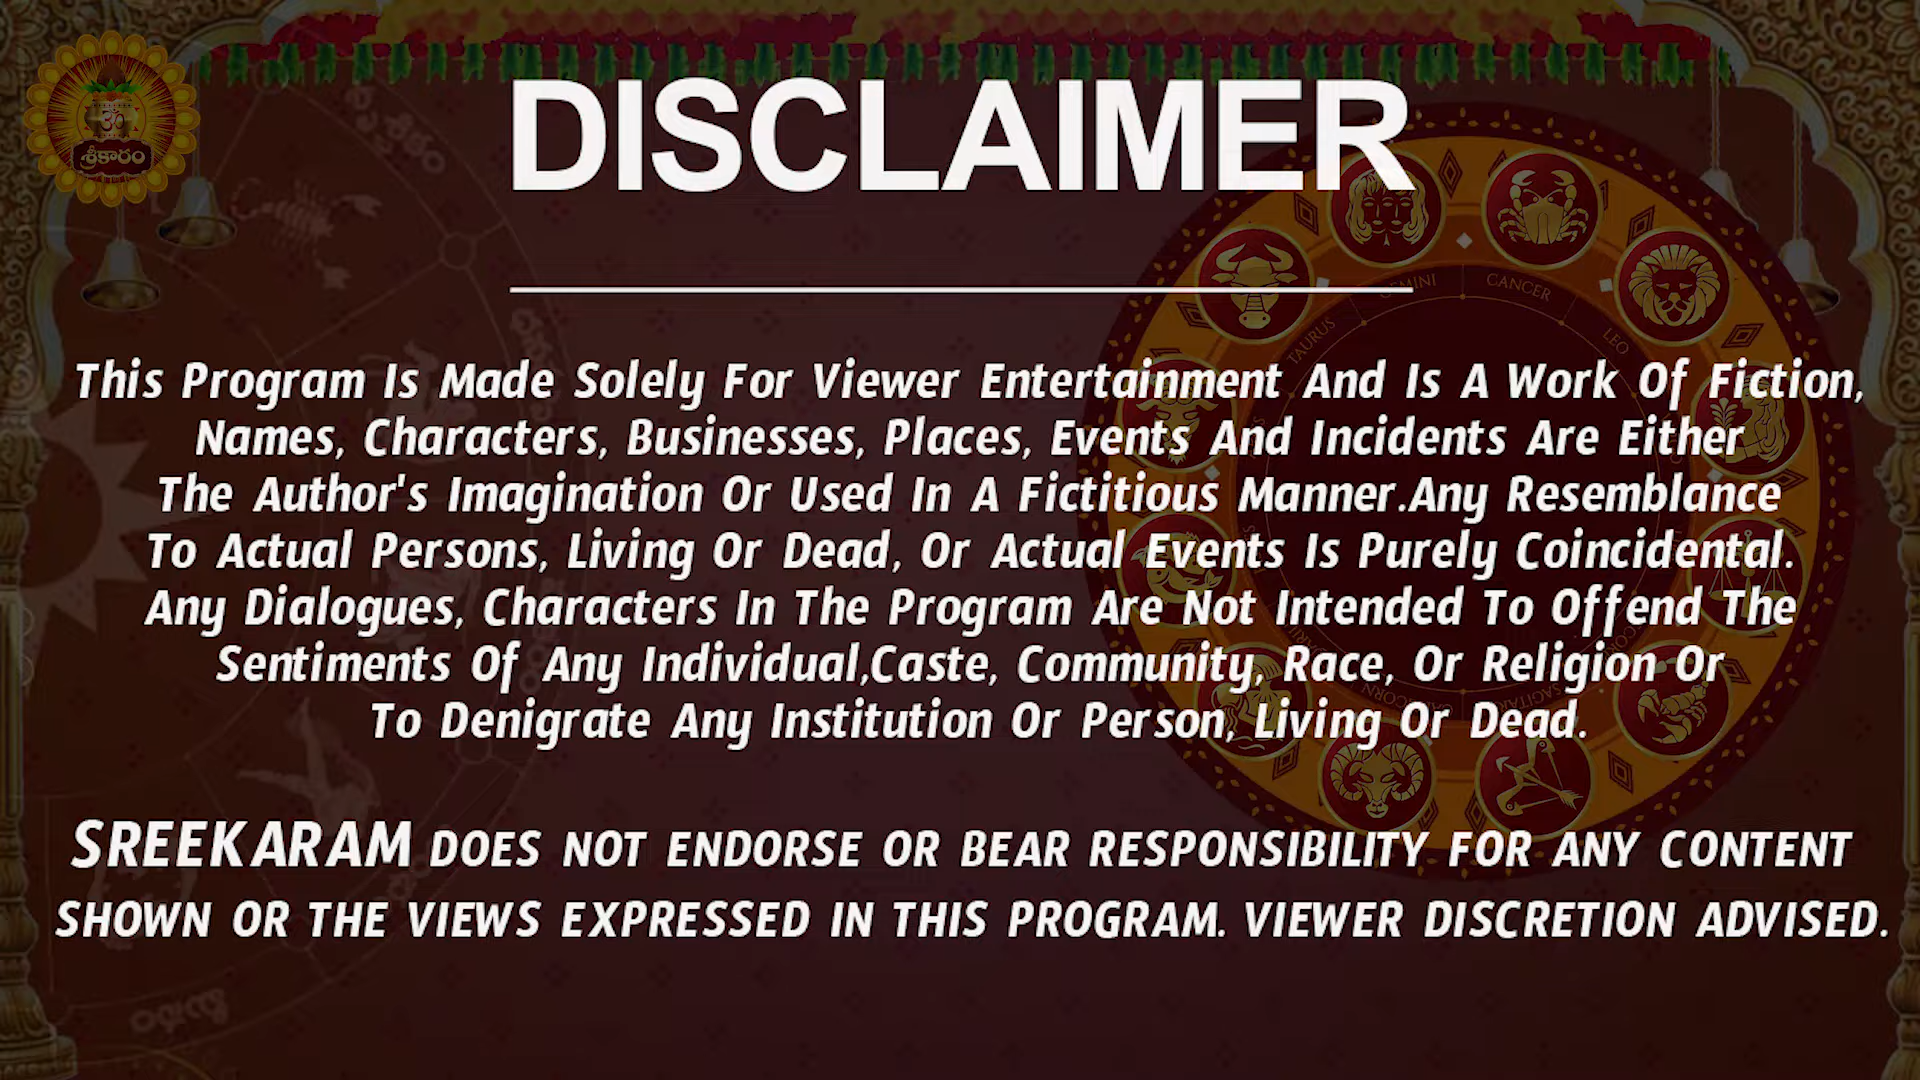 శ్రీకారం
DISCLAIMER
GEMINI
CANCER
TAURUS
LEO
This Program Is Made Solely For Viewer Entertainment And Is A Work Of Fiction,
Names, Characters, Businesses, Places, Events And Incidents Are Either
The Author's Imagination Or Used In A Fictitious Manner.Any Resemblance
To Actual Persons, Living Or Dead, Or Actual Events Is Purely Coincidental.
Any Dialogues, Characters In The Program Are Not Intended To Offend The
Sentiments Of Any Individual,Caste, Community, Race, Or Religion Or
To Denigrate Any Institution Or Person, Living Or Dead.
SREEKARAM DOES NOT ENDORSE OR BEAR RESPONSIBILITY FOR ANY CONTENT
SHOWN OR THE VIEWS EXPRESSED IN THIS PROGRAM. VIEWER DISCRETION ADVISED.